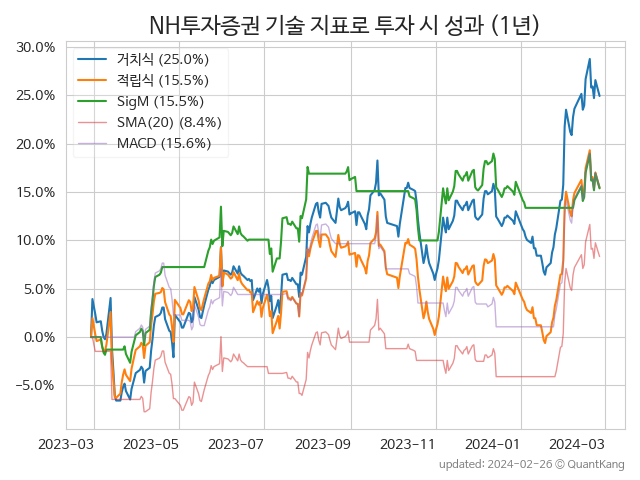 NH투자증권 기술 지표로 투자 시 성과 (1년)
30.0%
25.0%
20.0%
15.0%
10.0%
5.0%
0.0%
−5.0%
거치식 (25.0%)
적립식 (15.5%)
SigM (15.5%)
SMA(20) (8.4%)
MACD (15.6%)
2023-03 2023-05 2023-07 2023-09 2023-11 2024-01 2024-03
updated: 2024-02-26 © QuantKang